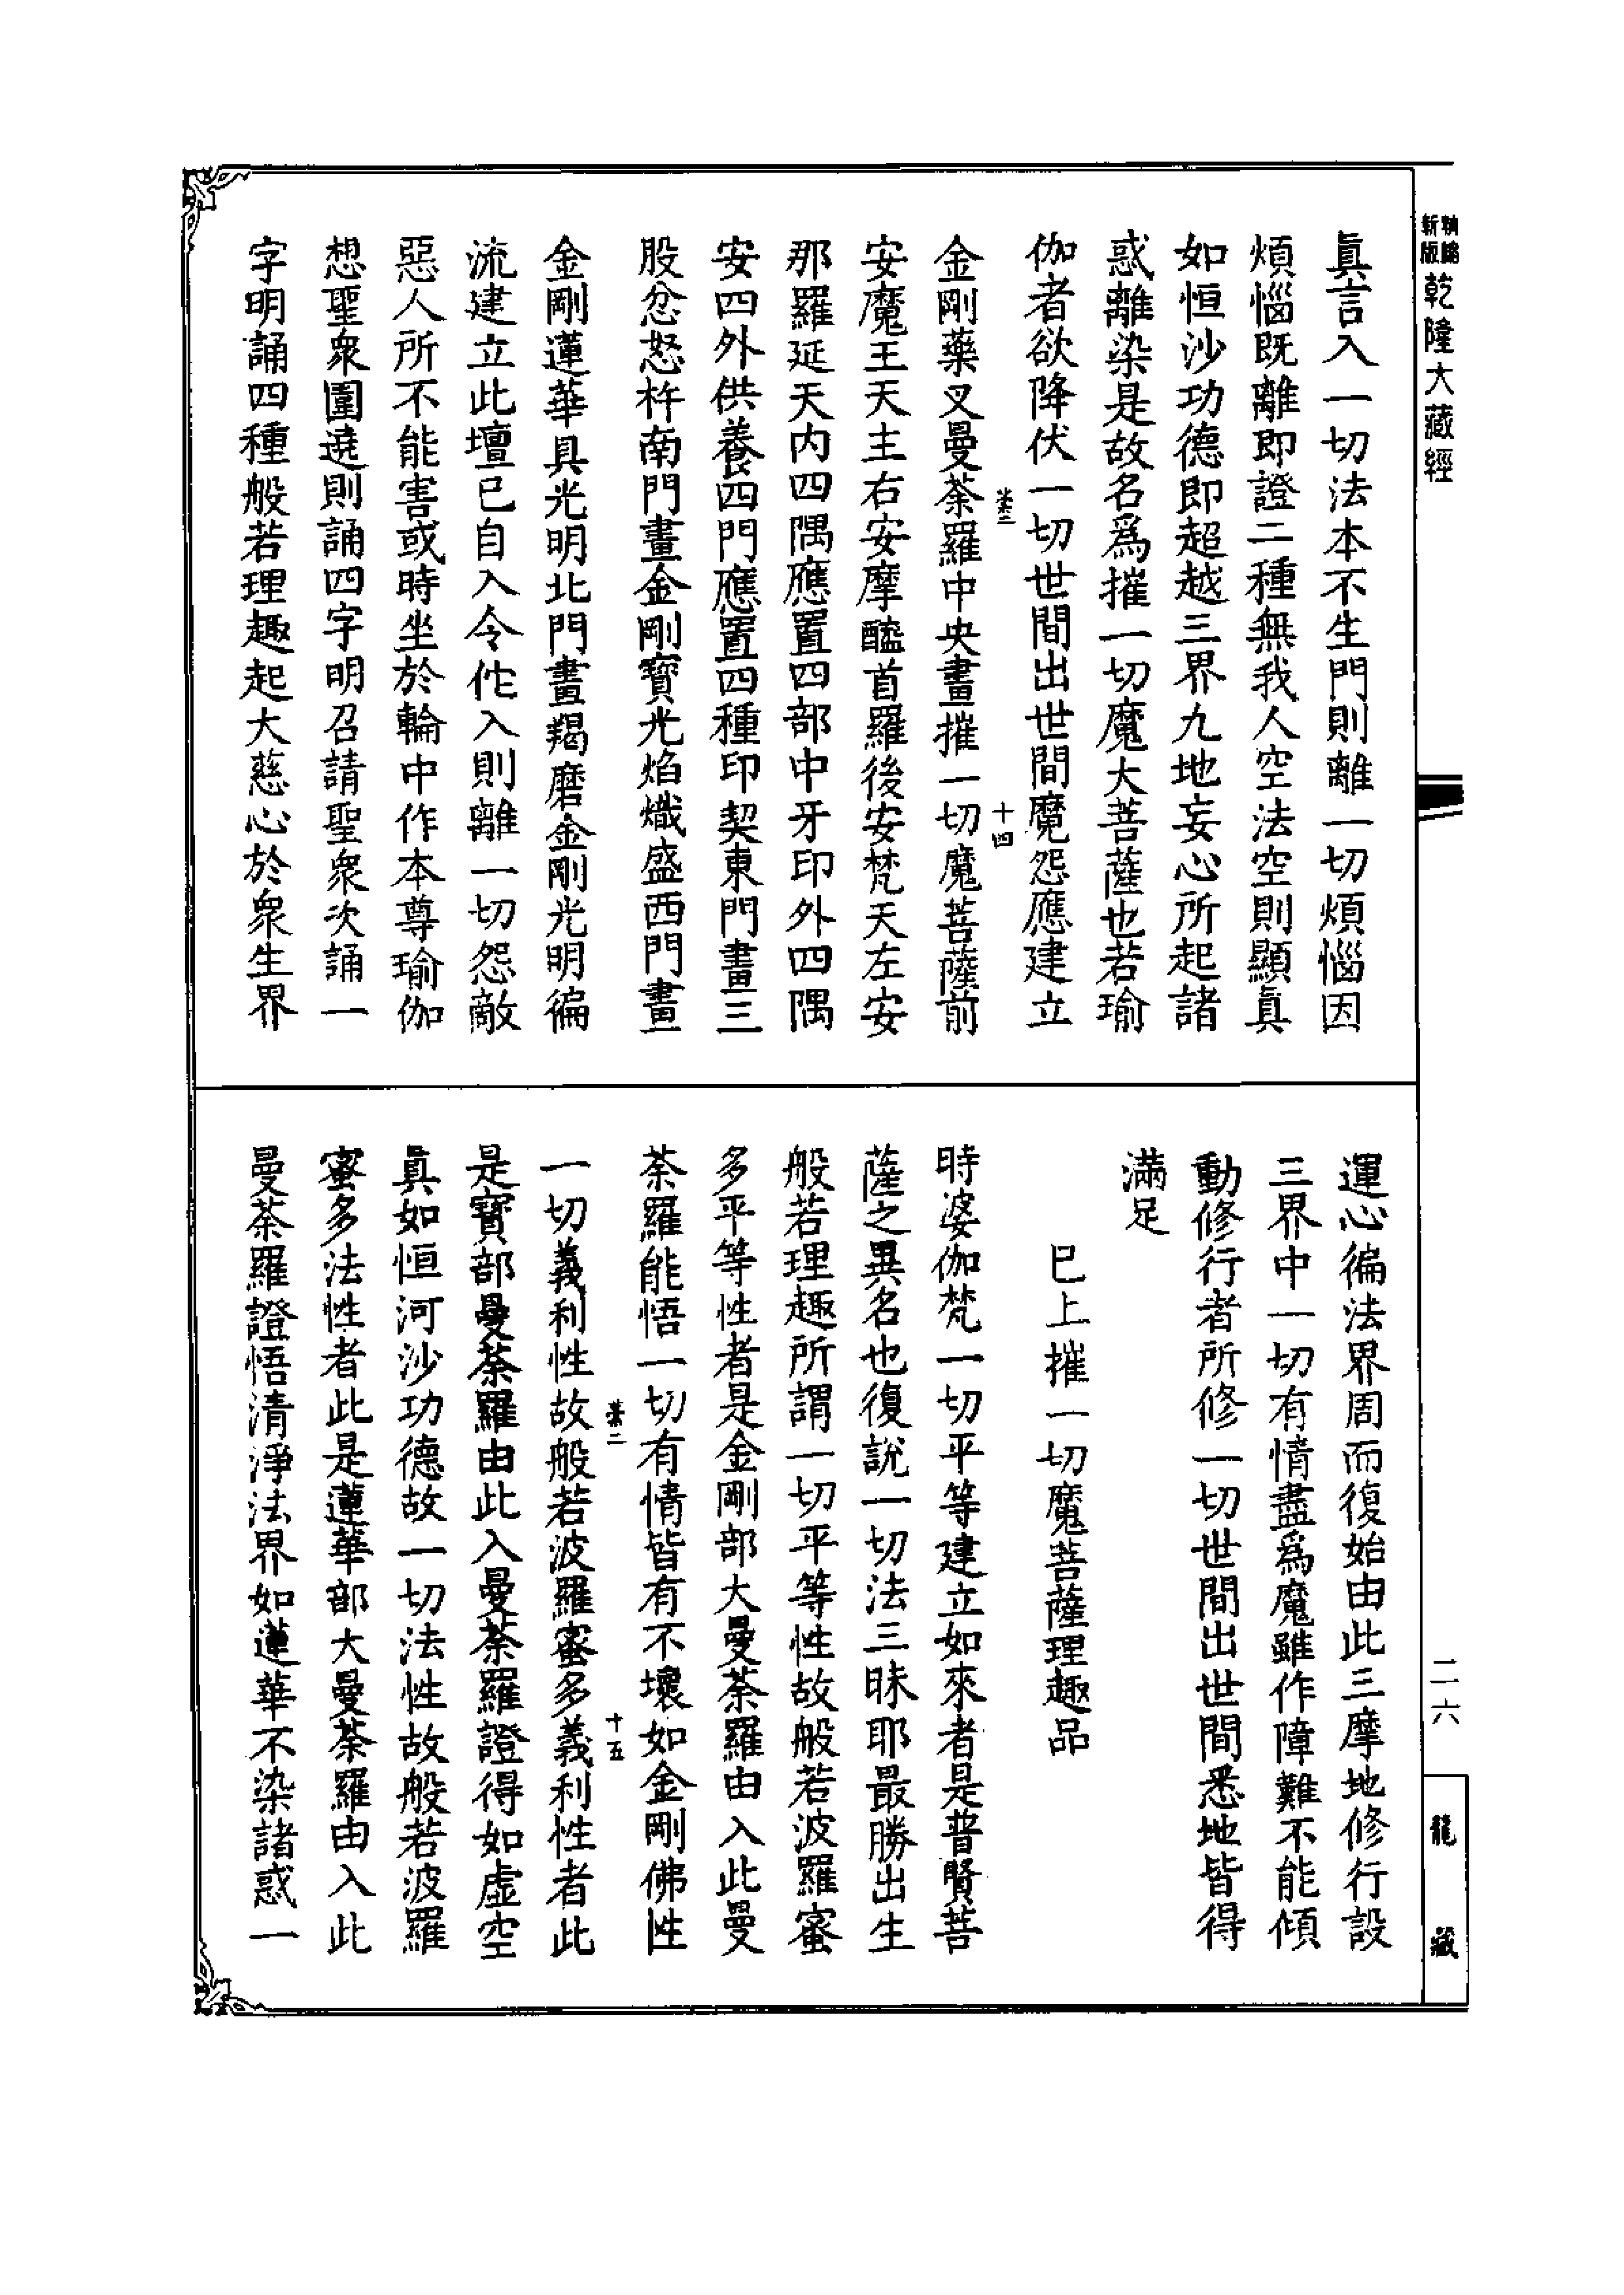 新版
乾隆大藏經
眞言入一切法本不生門則離一切煩惱因
煩惱既離即證二種無我人空法空則顯眞
如恒沙功德即超越三界九地妄心所起諸
惑離染是故名爲摧一切魔大菩薩也若瑜
伽者欲降伏一切世間出世間魔怨應建立
十四
金剛藥叉曼荼羅中央畫摧一切魔菩薩前
安魔王天主右安摩醯首羅後安梵天左安
那羅延天内四隅應置四部中牙印外四隅
安四外供養四門應置四種印契東門畫三
股忿怒杵南門畫金剛寶光焰熾盛西門畫
金剛蓮華具光明北門畫羯磨金剛光明徧
流建立此壇已自入令他入則離一切怨敵
惡人所不能害或時坐於輪中作本尊瑜伽
想聖衆圍遶則誦四字明召請聖衆次誦一
字明誦四種般若理趣起大慈心於衆生界
運心徧法界周而復始由此三摩地修行設
三界中一切有情盡爲魔雖作障難不能傾
動修行者所修一切世間出世間悉地皆得
滿足
已上摧一切魔菩薩理趣品
時婆伽梵一切平等建立如來者是普賢菩
薩之異名也復説一切法三昧耶最勝出生
般若理趣所謂一切平等性故般若波羅蜜
多平等性者是金剛部大曼荼羅由入此曼
荼羅能悟一切有情皆有不壞如金剛佛性
十五
一切義利性故般若波羅蜜多義利性者此
是寶部曼荼羅由此入曼荼羅證得如虛空
眞如恒河沙功德故一切法性故般若波羅
蜜多法性者此是蓮華部大曼荼羅由入此
曼荼羅證悟清淨法界如蓮華不染諸惑一
二六
龍藏